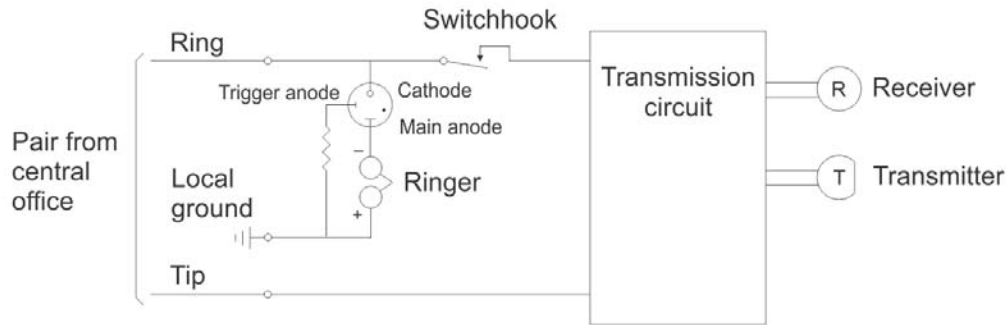 Switchhook
Ring
Trigger anode
Cathode
Main anode
Transmission
circuit
R
Receiver
Pair from
central
office
Local
ground
−
Ringer
+
T
Transmitter
Tip